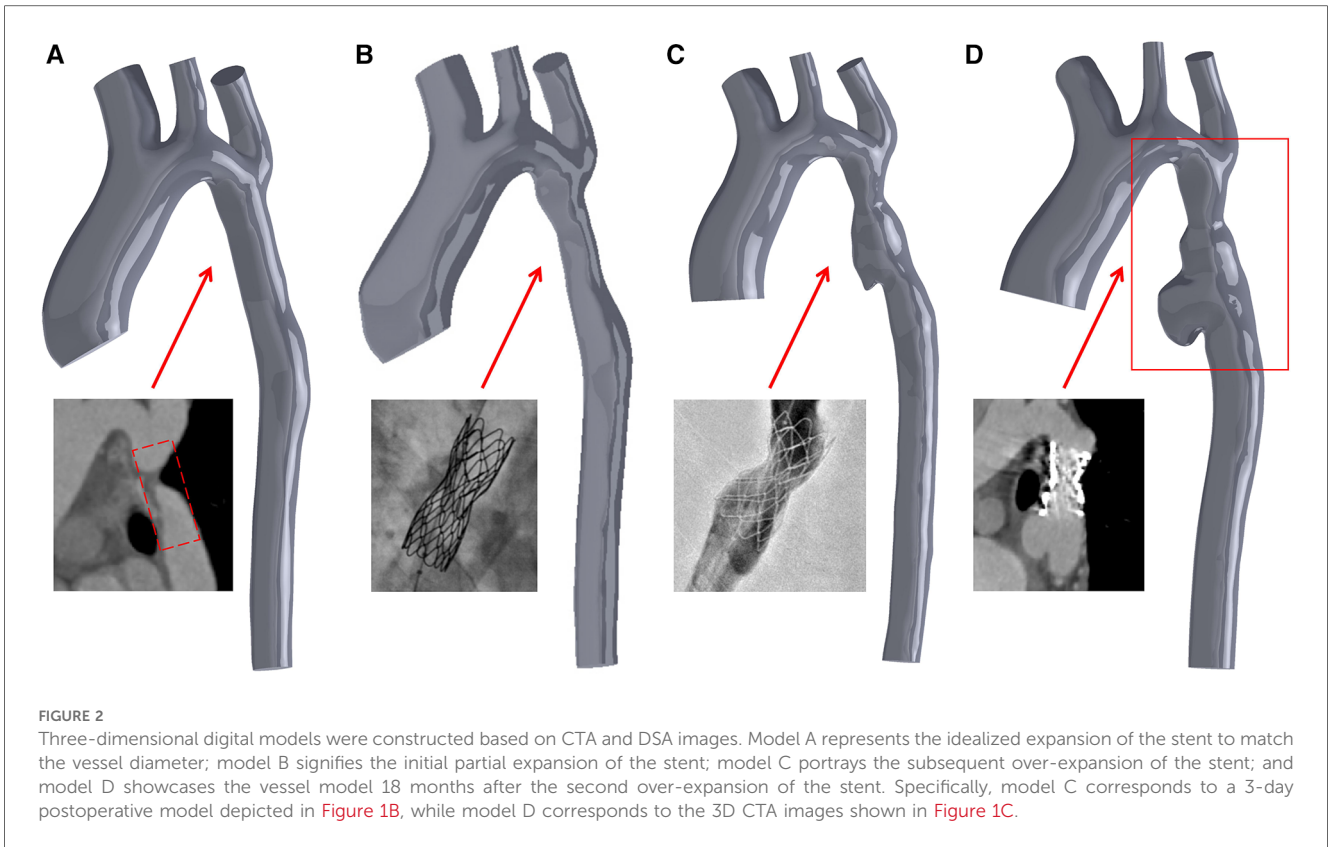 A
B
C
D
FIGURE 2
Three-dimensional digital models were constructed based on CTA and DSA images. Model A represents the idealized expansion of the stent to match
the vessel diameter; model B signifies the initial partial expansion of the stent; model C portrays the subsequent over-expansion of the stent; and
model D showcases the vessel model 18 months after the second over-expansion of the stent. Specifically, model C corresponds to a 3-day
postoperative model depicted in Figure 1B, while model D corresponds to the 3D CTA images shown in Figure 1C.